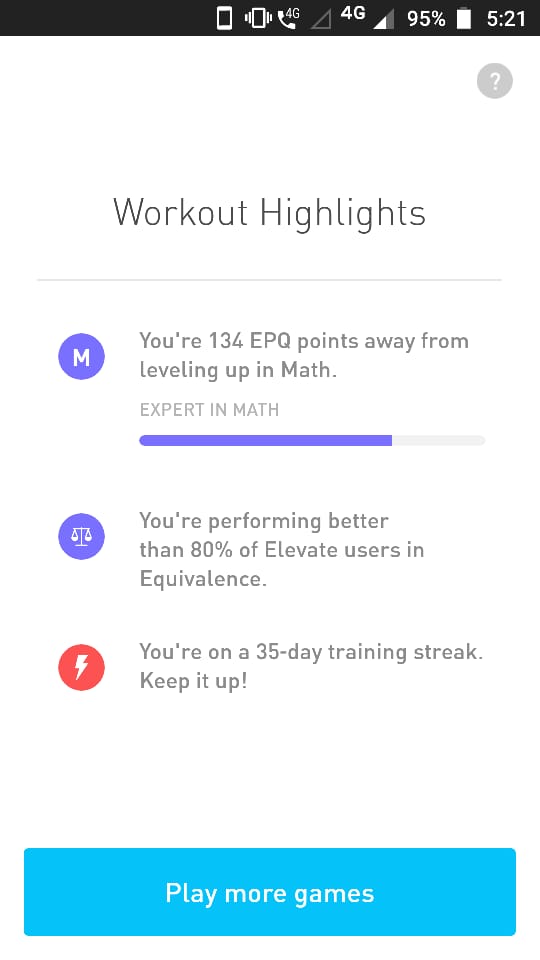 4G 4G 95% 5:21
?
Workout Highlights
M
You're 134 EPQ points away from
leveling up in Math.
EXPERT IN MATH
You're performing better
than 80% of Elevate users in
Equivalence.
You're on a 35-day training streak.
Keep it up!
Play more games